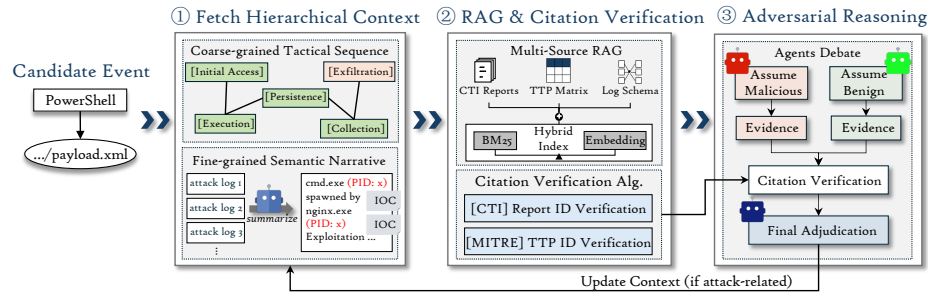 ① Fetch Hierarchical Context
② RAG & Citation Verification
③ Adversarial Reasoning
Candidate Event
PowerShell
.../payload.xml
Coarse-grained Tactical Sequence
[Initial Access]
[Exfiltration]
[Persistence]
[Execution]
[Collection]
Fine-grained Semantic Narrative
attack log 1
attack log 2
attack log 3
⋮
summarize
cmd.exe (PID: x)
spawned by
nginx.exe
(PID: x)
Exploitation ...
IOC
IOC
Multi-Source RAG
CTI Reports
TTP Matrix
Log Schema
BM25
Hybrid
Index
Embedding
Citation Verification Alg.
[CTI] Report ID Verification
[MITRE] TTP ID Verification
Agents Debate
Assume
Malicious
Assume
Benign
Evidence
Evidence
Citation Verification
Final Adjudication
Update Context (if attack-related)